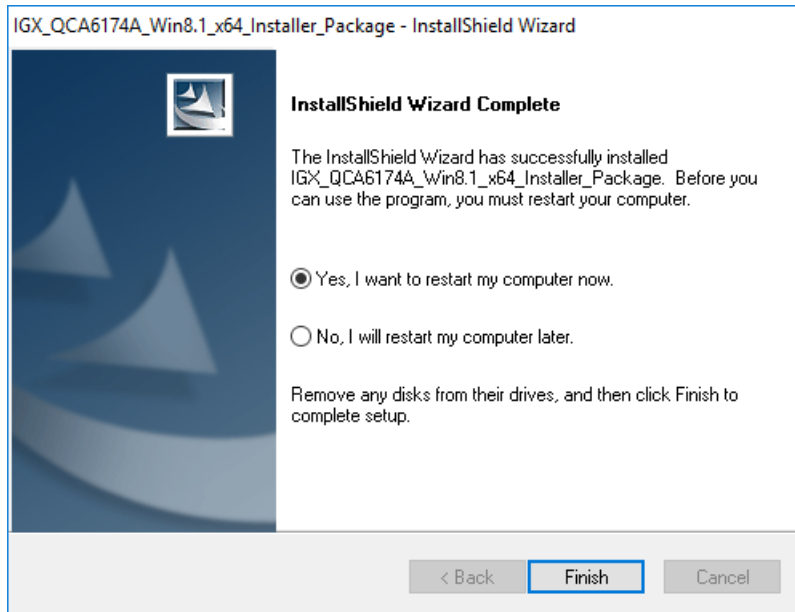 IGX_QCA6174A_Win8.1_x64_Installer_Package - InstallShield Wizard
InstallShield Wizard Complete
The InstallShield Wizard has successfully installed
IGX_QCA6174A_Win8.1_x64_Installer_Package. Before you
can use the program, you must restart your computer.
Yes, I want to restart my computer now.
No, I will restart my computer later.
Remove any disks from their drives, and then click Finish to
complete setup.
< Back
Finish
Cancel